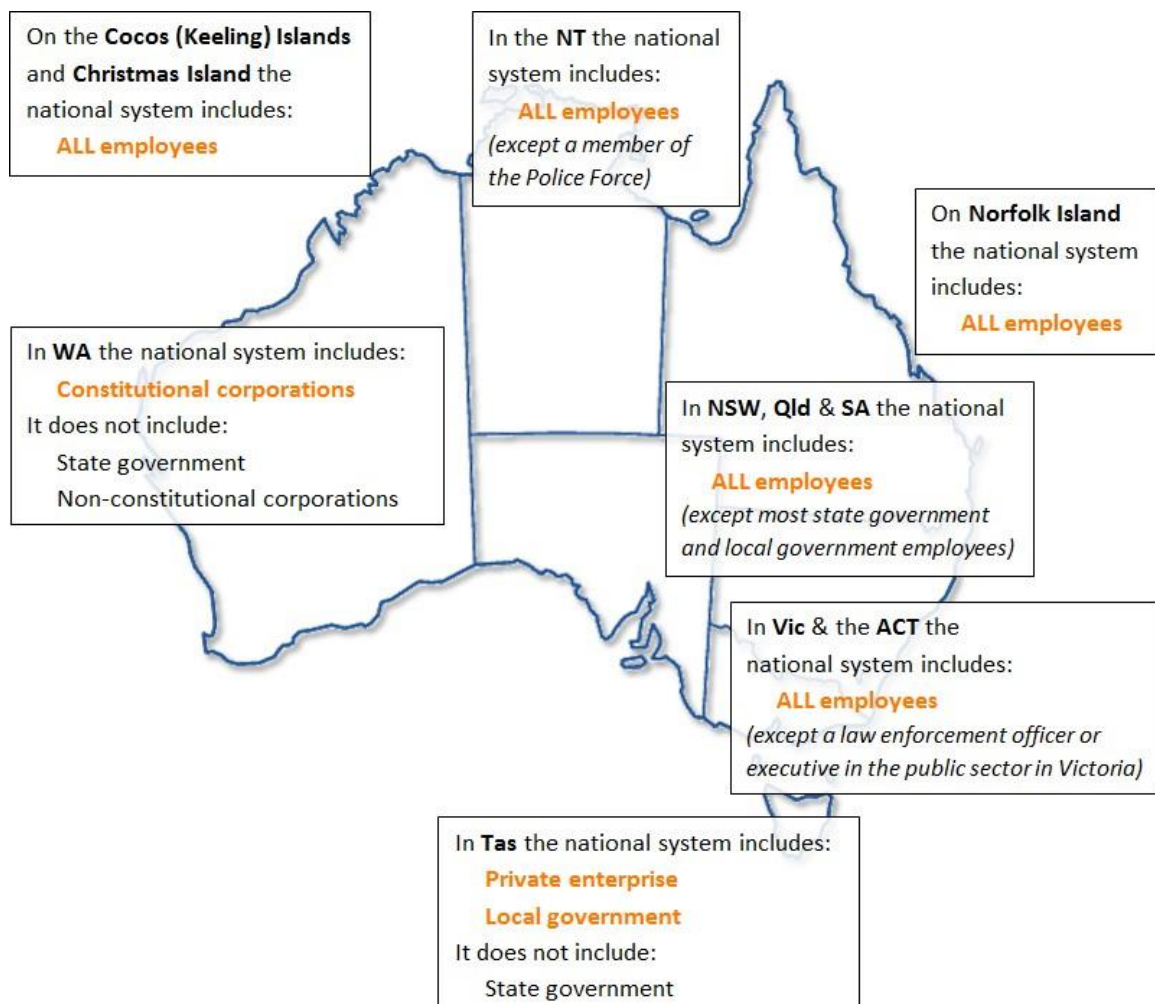 On the Cocos (Keeling) Islands
and Christmas Island the
national system includes:
ALL employees
In the NT the national
system includes:
ALL employees
(except a member of
the Police Force)
On Norfolk Island
the national system
includes:
ALL employees
In WA the national system includes:
Constitutional corporations
It does not include:
State government
Non-constitutional corporations
In NSW, Qld & SA the national
system includes:
ALL employees
(except most state government
and local government employees)
In Vic & the ACT the
national system includes:
ALL employees
(except a law enforcement officer or
executive in the public sector in Victoria)
In Tas the national system includes:
Private enterprise
Local government
It does not include:
State government